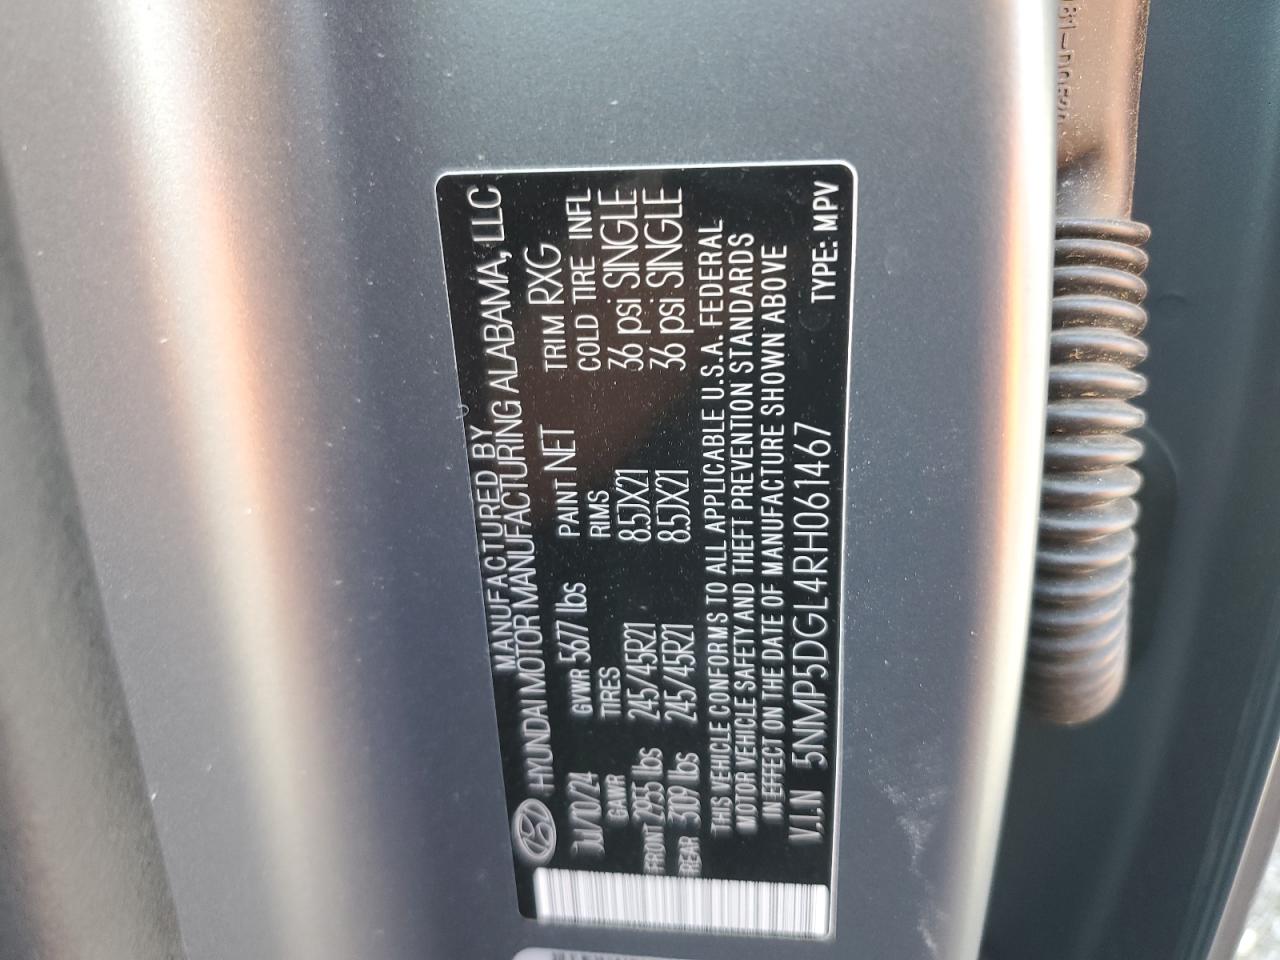 MANUFACTURED BY
HYUNDAI MOTOR MANUFACTURING ALABAMA, LLC
JUl/10/24 GVWR 5677 lbs PAINT NET TRIM RXG
GAWR TIRES RIMS COLD TIRE INFL
FRONT 2955 lbs 245/45R21 8.5JX21 36 psi SINGLE
REAR 3109 lbs 245/45R21 8.5JX21 36 psi SINGLE
THIS VEHICLE CONFORMS TO ALL APPLICABLE U.S.A. FEDERAL
MOTOR VEHICLE SAFETY AND THEFT PREVENTION STANDARDS
IN EFFECT ON THE DATE OF MANUFACTURE SHOWN ABOVE
V.I.N 5NMP5DGL4RH061467 TYPE: MPV